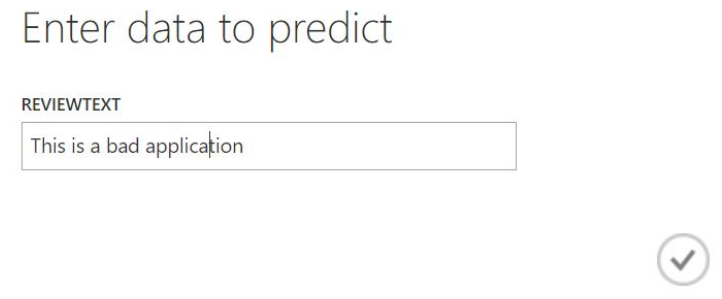 Enter data to predict
REVIEWTEXT
This is a bad application